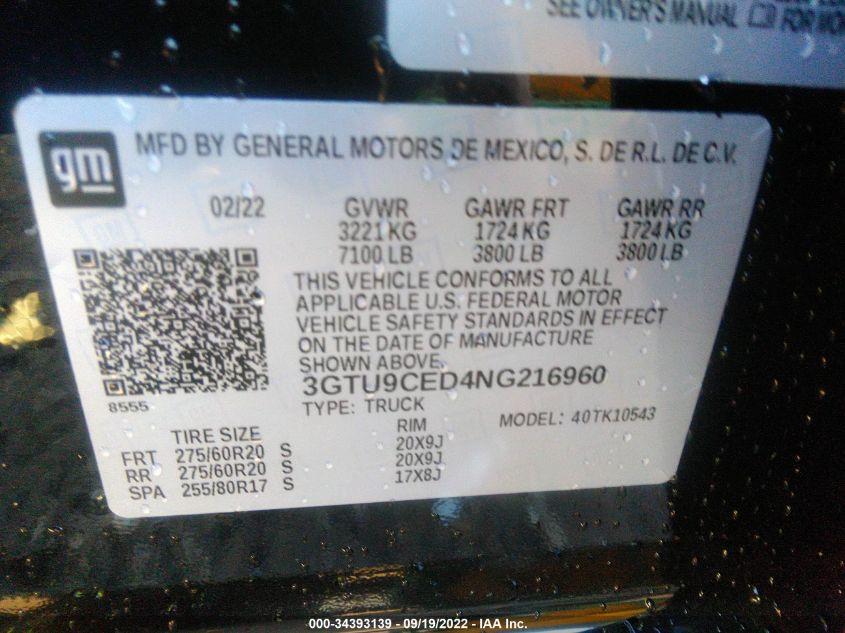 SEE OWNER'S MANUAL
FOR MOR
gm
MFD BY GENERAL MOTORS DE MEXICO, S. DE R.L. DE C.V.
02/22 GVWR GAWR FRT GAWR RR
3221 KG 1724 KG 1724 KG
7100 LB 3800 LB 3800 LB
THIS VEHICLE CONFORMS TO ALL
APPLICABLE U.S. FEDERAL MOTOR
VEHICLE SAFETY STANDARDS IN EFFECT
ON THE DATE OF MANUFACTURE
SHOWN ABOVE.
3GTU9CED4NG216960
8555
TYPE: TRUCK MODEL: 40TK10543
TIRE SIZE RIM
FRT 275/60R20 S 20X9J
RR 275/60R20 S 20X9J
SPA 255/80R17 S 17X8J
000-34393139 - 09/19/2022 - IAA Inc.